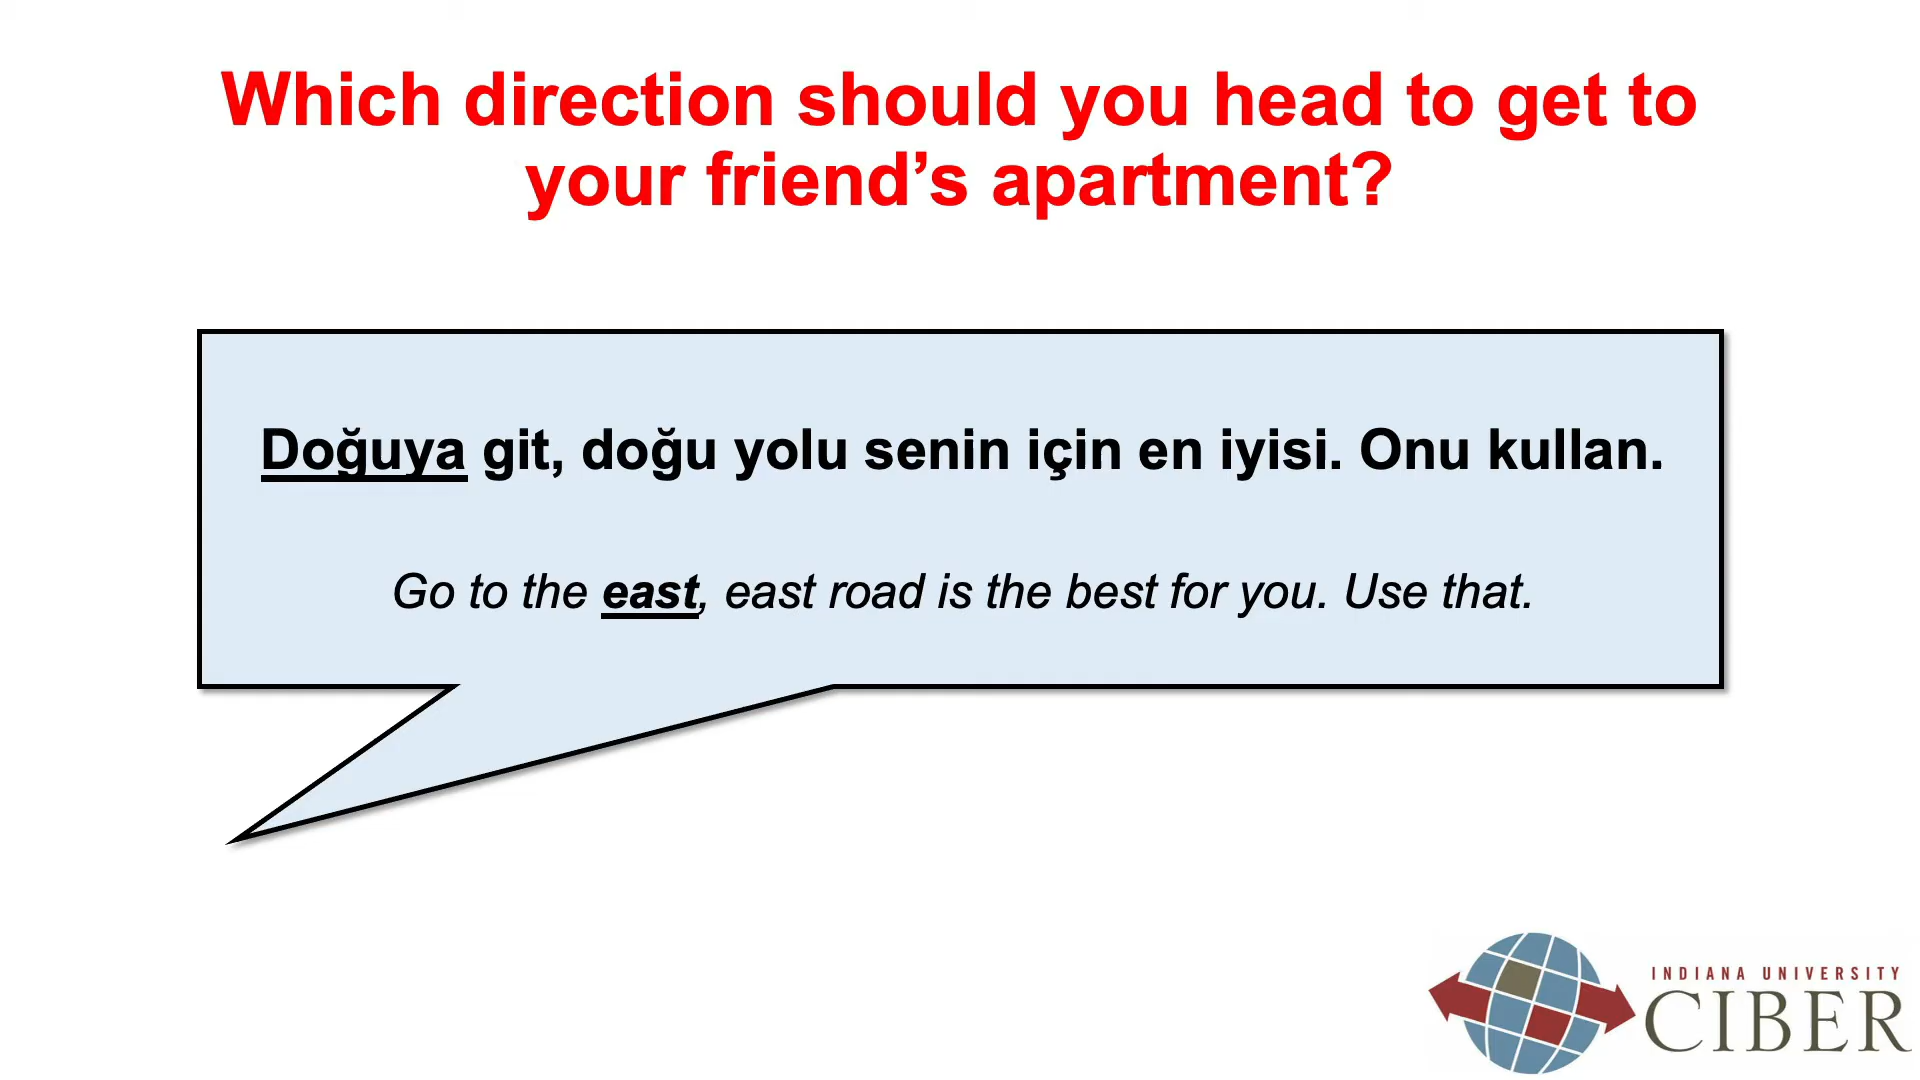 Which direction should you head to get to
your friend’s apartment?
Doğuya git, doğu yolu senin için en iyisi. Onu kullan.
Go to the east, east road is the best for you. Use that.
INDIANA UNIVERSITY
CIBER